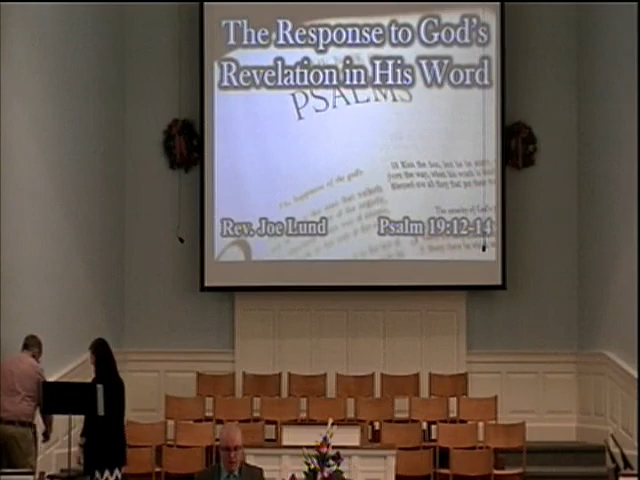 The Response to God's
Revelation in His Word
PSALMS
Rev. Joe Lund
Psalm 19:12-14